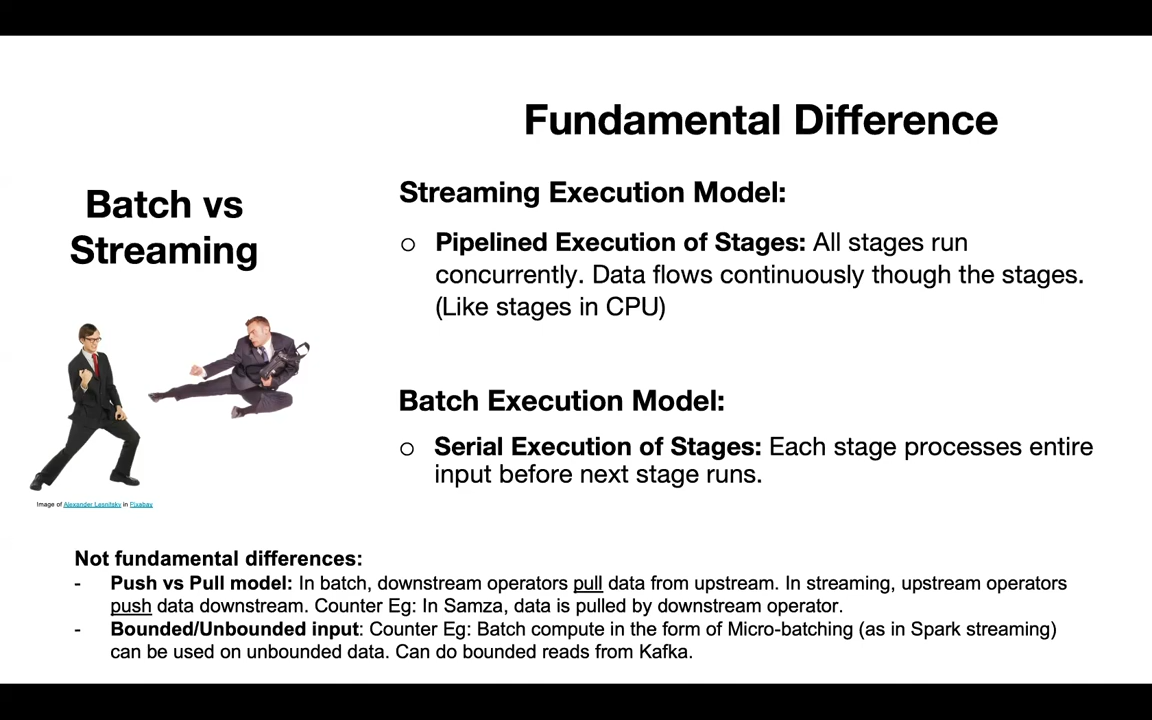 Fundamental Difference
Batch vs
Streaming
Streaming Execution Model:
○ Pipelined Execution of Stages: All stages run
concurrently. Data flows continuously though the stages.
(Like stages in CPU)
Batch Execution Model:
○ Serial Execution of Stages: Each stage processes entire
input before next stage runs.
Image of Alexander Lesnitsky in Pixabay
Not fundamental differences:
- Push vs Pull model: In batch, downstream operators pull data from upstream. In streaming, upstream operators
push data downstream. Counter Eg: In Samza, data is pulled by downstream operator.
- Bounded/Unbounded input: Counter Eg: Batch compute in the form of Micro-batching (as in Spark streaming)
can be used on unbounded data. Can do bounded reads from Kafka.